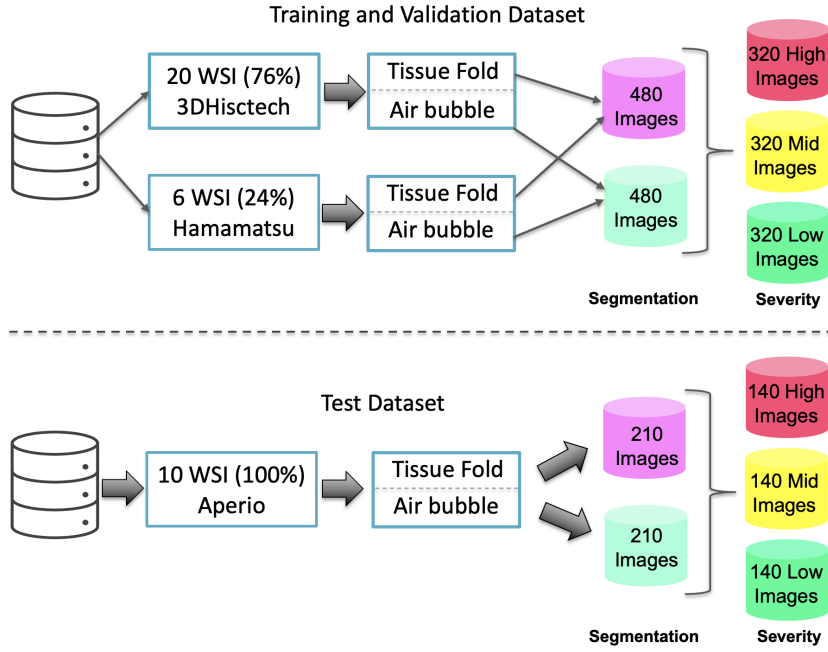 Training and Validation Dataset
20 WSI (76%)
3DHisctech
Tissue Fold
Air bubble
480
Images
320 High
Images
6 WSI (24%)
Hamamatsu
Tissue Fold
Air bubble
480
Images
320 Mid
Images
320 Low
Images
Segmentation
Severity
Test Dataset
10 WSI (100%)
Aperio
Tissue Fold
Air bubble
210
Images
210
Images
140 High
Images
140 Mid
Images
140 Low
Images
Segmentation
Severity